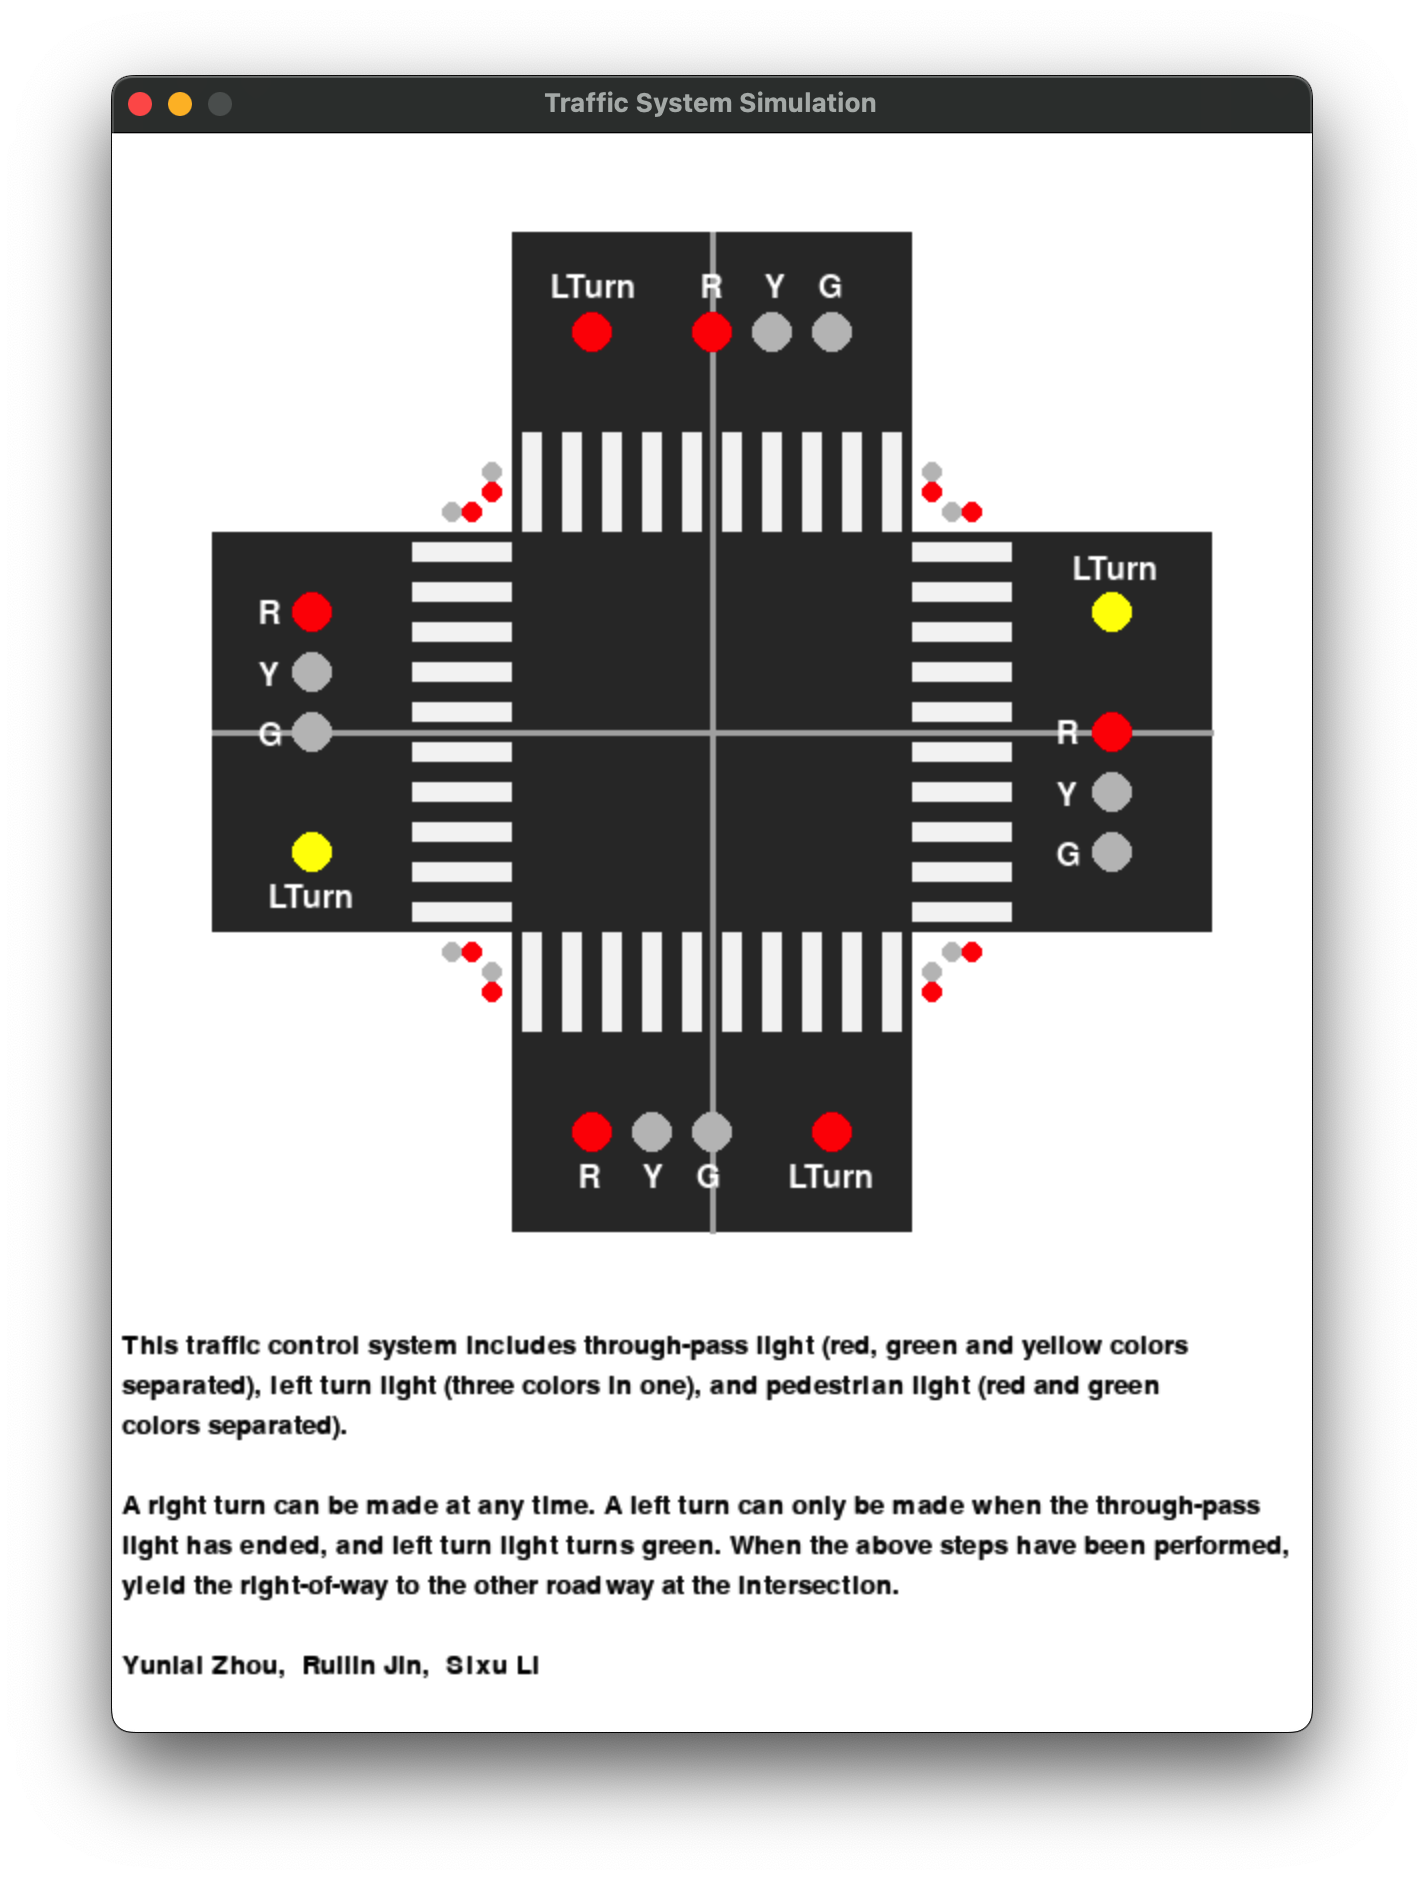 Traffic System Simulation
LTurn R Y G
LTurn
R
Y
G
LTurn
R
Y
G
LTurn
R Y G LTurn
This traffic control system includes through-pass light (red, green and yellow colors
separated), left turn light (three colors in one), and pedestrian light (red and green
colors separated).
A right turn can be made at any time. A left turn can only be made when the through-pass
light has ended, and left turn light turns green. When the above steps have been performed,
yield the right-of-way to the other roadway at the intersection.
Yuniai Zhou, Ruilin Jin, Sixu Li